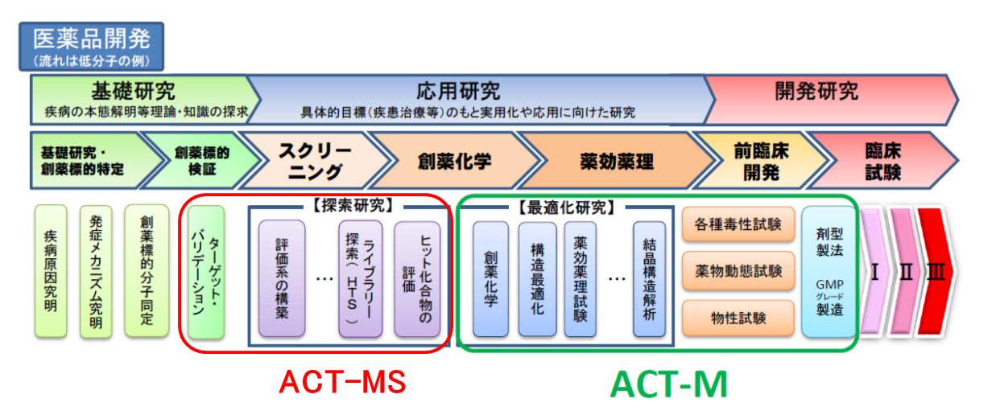 医薬品開発
(流れは低分子の例)
基礎研究
疾病の本態解明等理論・知識の探求
応用研究
具体的目標(疾患治療等)のもと実用化や応用に向けた研究
開発研究
基礎研究・
創薬標的特定
創薬標的
検証
スクリー
ニング
創薬化学
薬効薬理
前臨床
開発
臨床
試験
【探索研究】
【最適化研究】
疾病原因究明
発症メカニズム究明
創薬標的分子同定
ターゲット・
バリデーション
評価系の構築
…
ライブラリー
探索(HTS)
ヒット化合物の
評価
創薬化学
構造最適化
薬効薬理試験
…
結晶構造解析
各種毒性試験
薬物動態試験
物性試験
剤型
製法
GMP
グレード
製造
Ⅰ
Ⅱ
Ⅲ
ACT-MS
ACT-M